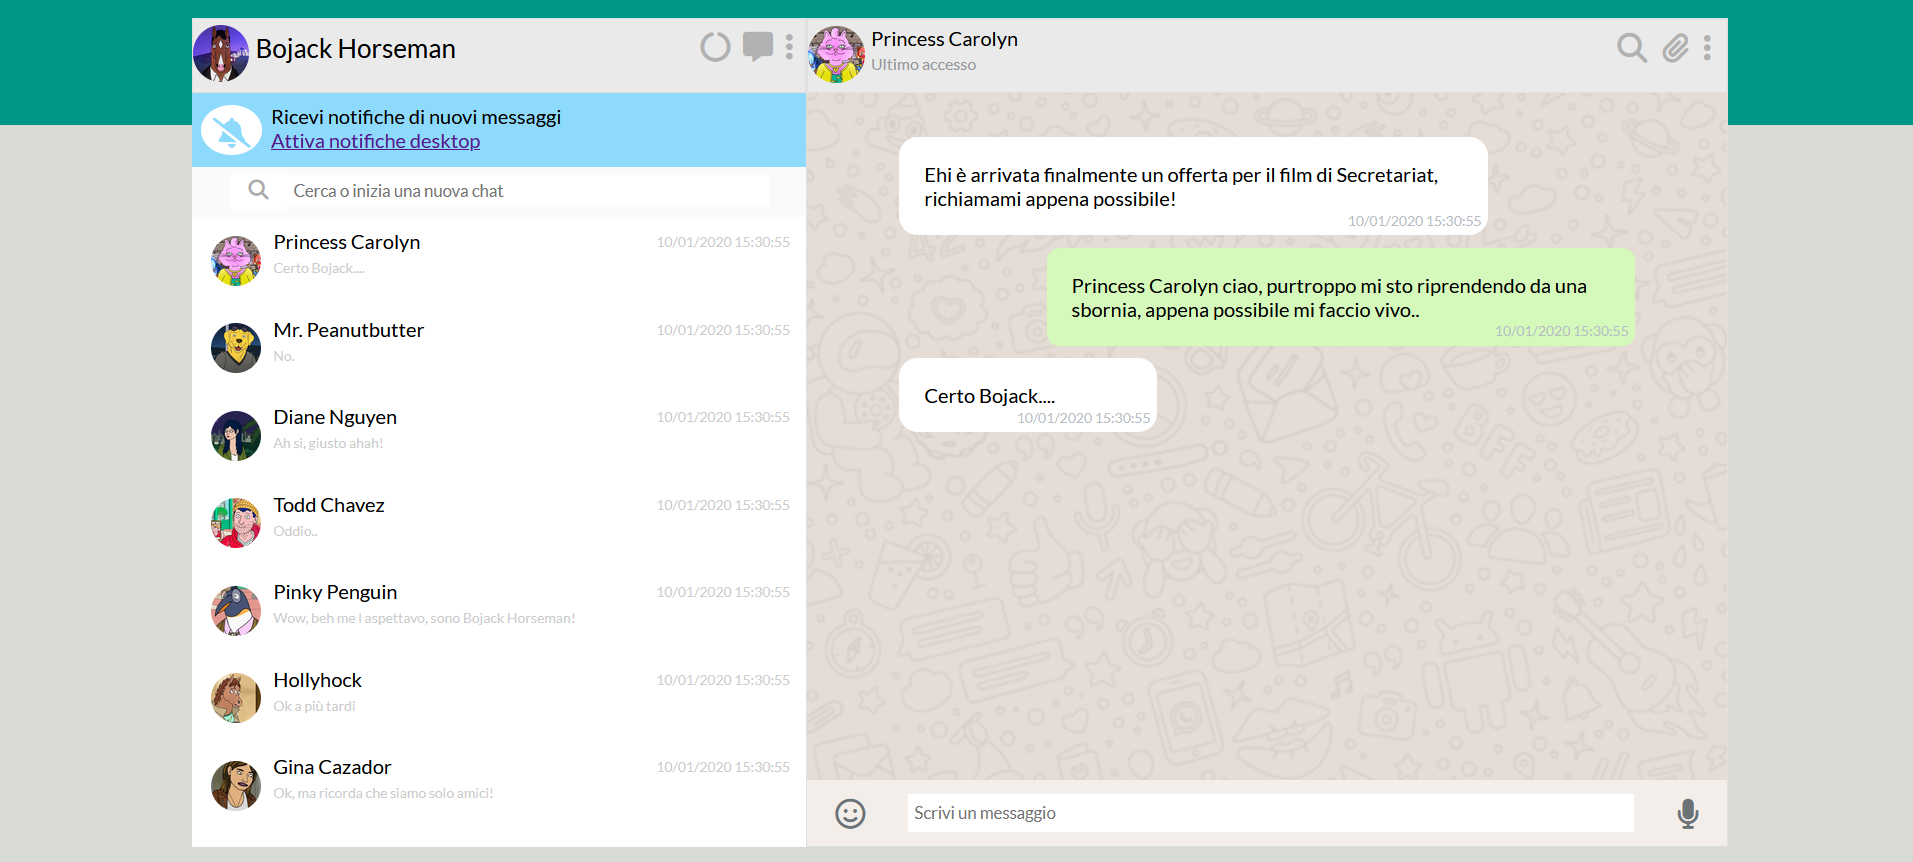 Bojack Horseman
Ricevi notifiche di nuovi messaggi
Attiva notifiche desktop
Cerca o inizia una nuova chat
Princess Carolyn 10/01/2020 15:30:55
Certo Bojack....
Mr. Peanutbutter 10/01/2020 15:30:55
No.
Diane Nguyen 10/01/2020 15:30:55
Ah si, giusto ahah!
Todd Chavez 10/01/2020 15:30:55
Oddio..
Pinky Penguin 10/01/2020 15:30:55
Wow, beh me l aspettavo, sono Bojack Horseman!
Hollyhock 10/01/2020 15:30:55
Ok a più tardi
Gina Cazador 10/01/2020 15:30:55
Ok, ma ricorda che siamo solo amici!
Princess Carolyn
Ultimo accesso
Ehi è arrivata finalmente un offerta per il film di Secretariat,
richiamami appena possibile!
10/01/2020 15:30:55
Princess Carolyn ciao, purtroppo mi sto riprendendo da una
sbornia, appena possibile mi faccio vivo..
10/01/2020 15:30:55
Certo Bojack....
10/01/2020 15:30:55
Scrivi un messaggio